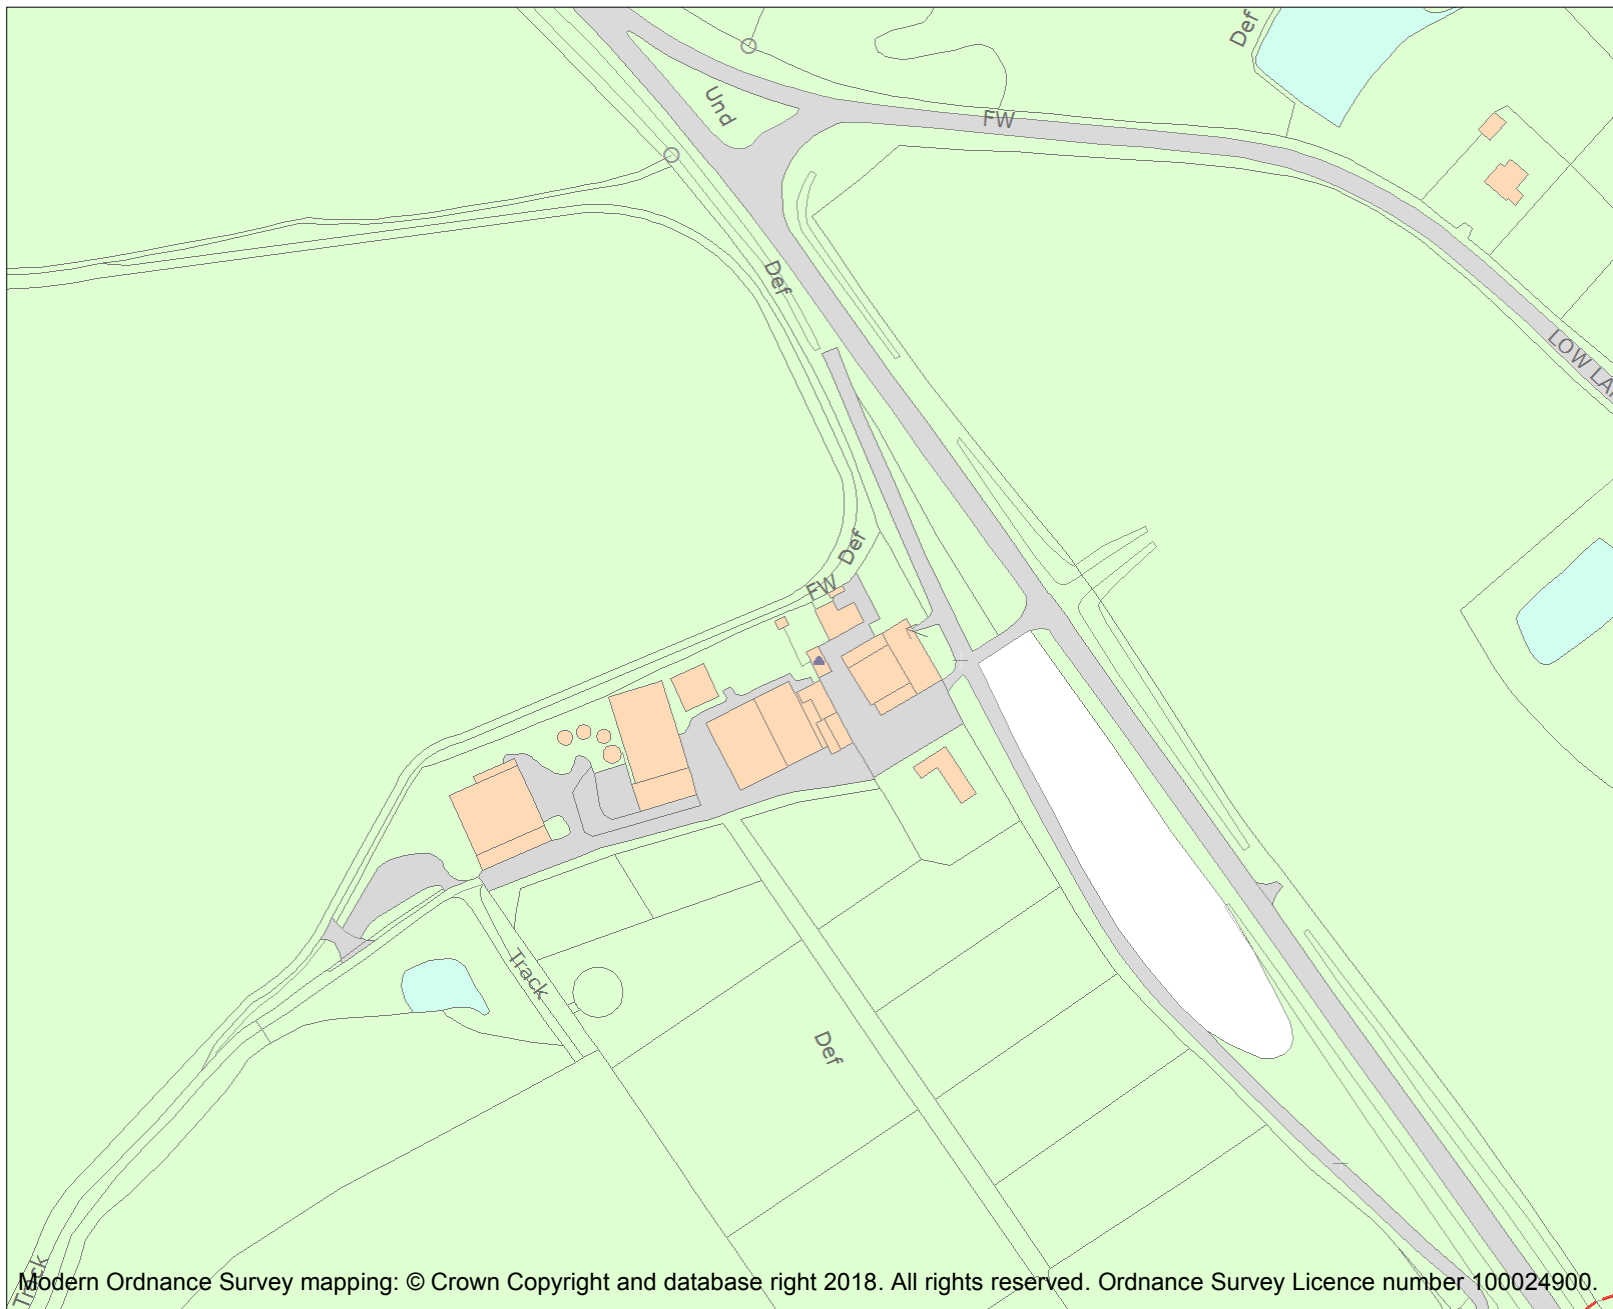 Def
Und
FW
Def
LOW LA
Def
FW
Track
Def
Track
Modern Ordnance Survey mapping: © Crown Copyright and database right 2018. All rights reserved. Ordnance Survey Licence number 100024900.